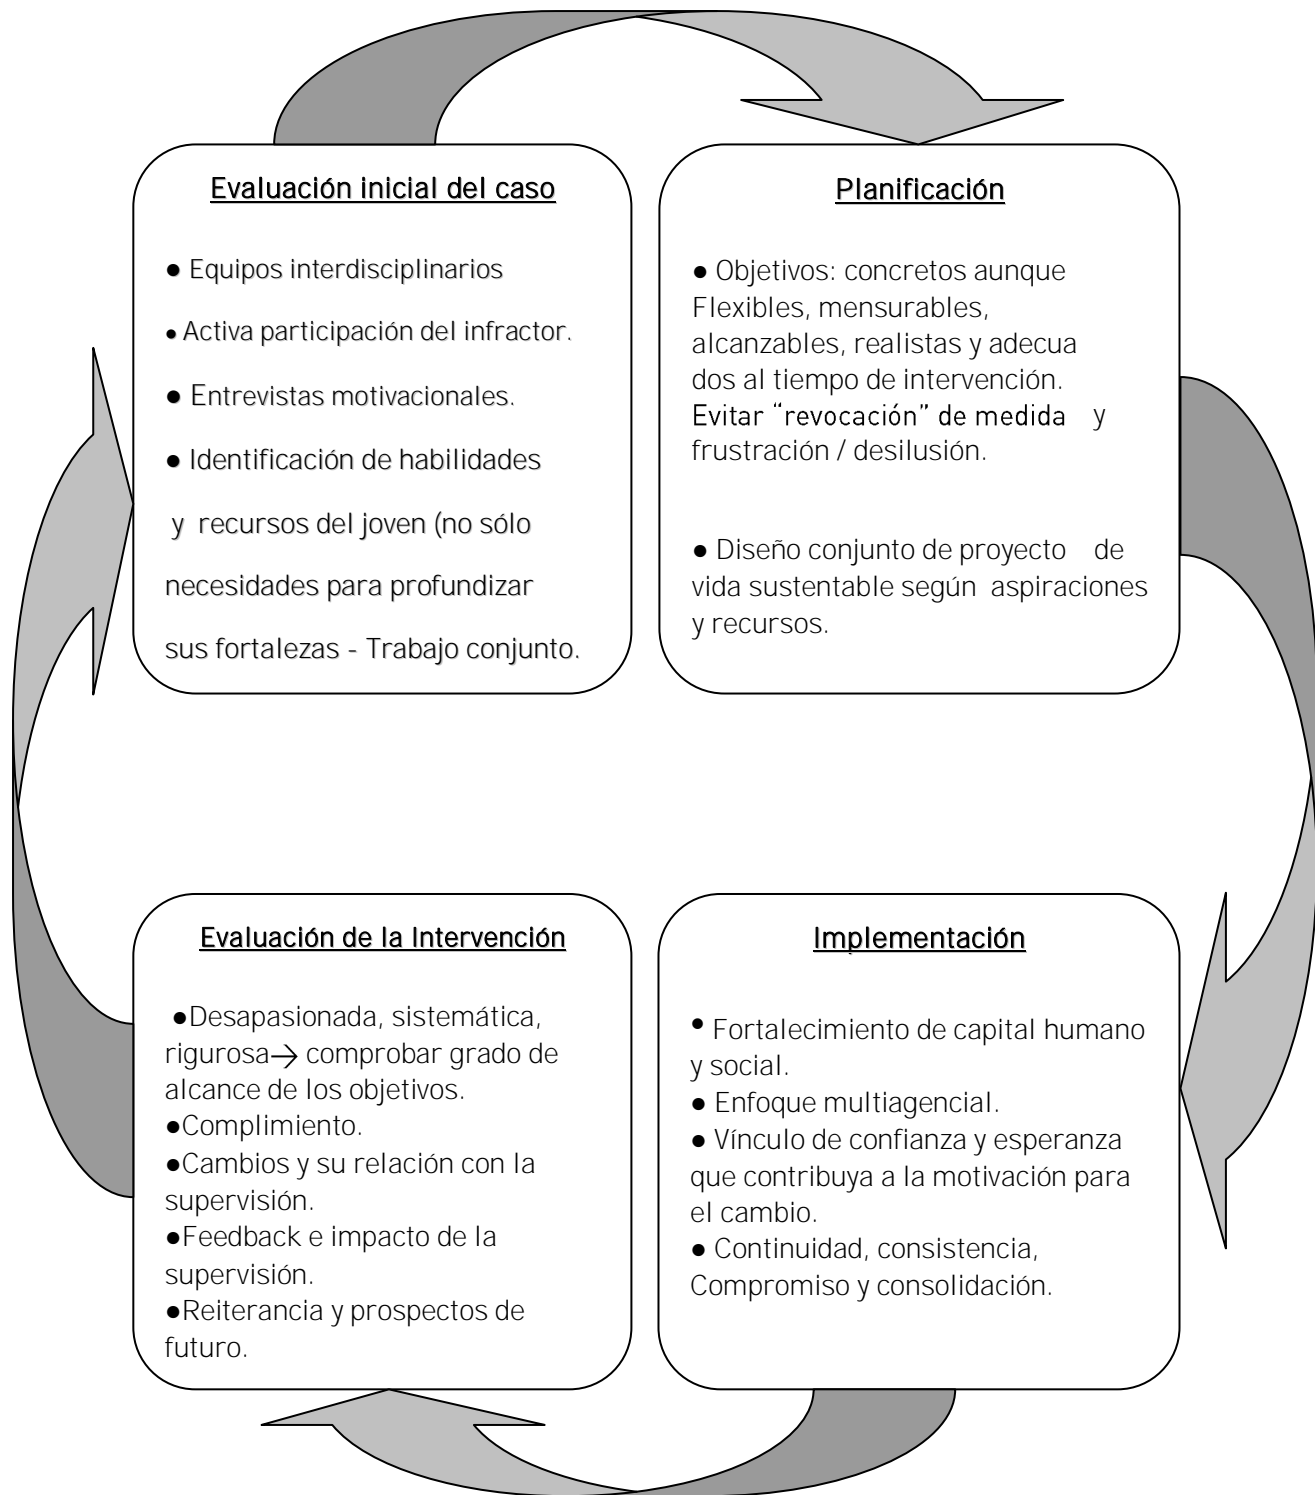 Evaluación inicial del caso
● Equipos interdisciplinarios
● Activa participación del infractor.
● Entrevistas motivacionales.
● Identificación de habilidades
y recursos del joven (no sólo
necesidades para profundizar
sus fortalezas - Trabajo conjunto.
Planificación
● Objetivos: concretos aunque
Flexibles, mensurables,
alcanzables, realistas y adecua
dos al tiempo de intervención.
Evitar “revocación” de medida y
frustración / desilusión.
● Diseño conjunto de proyecto de
vida sustentable según aspiraciones
y recursos.
Implementación
● Fortalecimiento de capital humano
y social.
● Enfoque multiagencial.
● Vínculo de confianza y esperanza
que contribuya a la motivación para
el cambio.
● Continuidad, consistencia,
Compromiso y consolidación.
Evaluación de la Intervención
●Desapasionada, sistemática,
rigurosa→ comprobar grado de
alcance de los objetivos.
●Complimiento.
●Cambios y su relación con la
supervisión.
●Feedback e impacto de la
supervisión.
●Reiterancia y prospectos de
futuro.